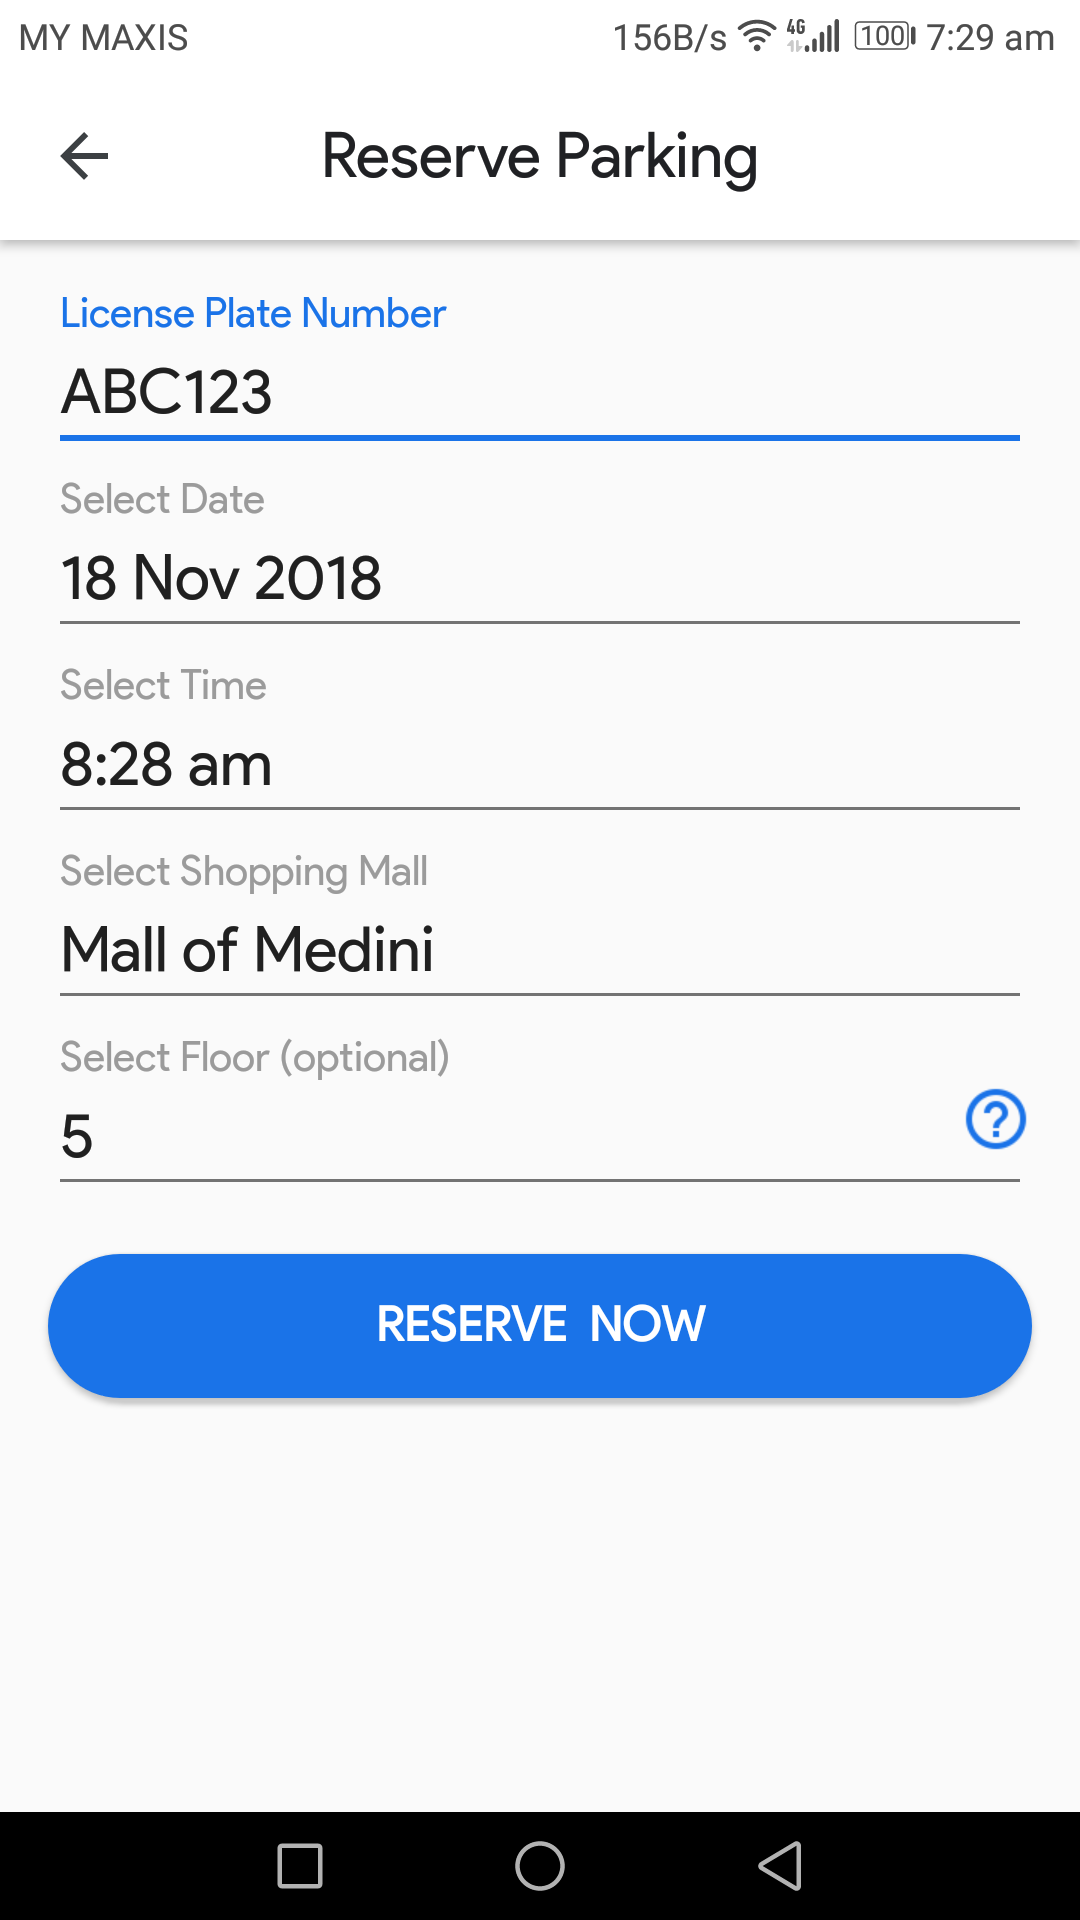 MY MAXIS 156B/s 4G 100 7:29 am
Reserve Parking
License Plate Number
ABC123
Select Date
18 Nov 2018
Select Time
8:28 am
Select Shopping Mall
Mall of Medini
Select Floor (optional)
5
?
RESERVE NOW